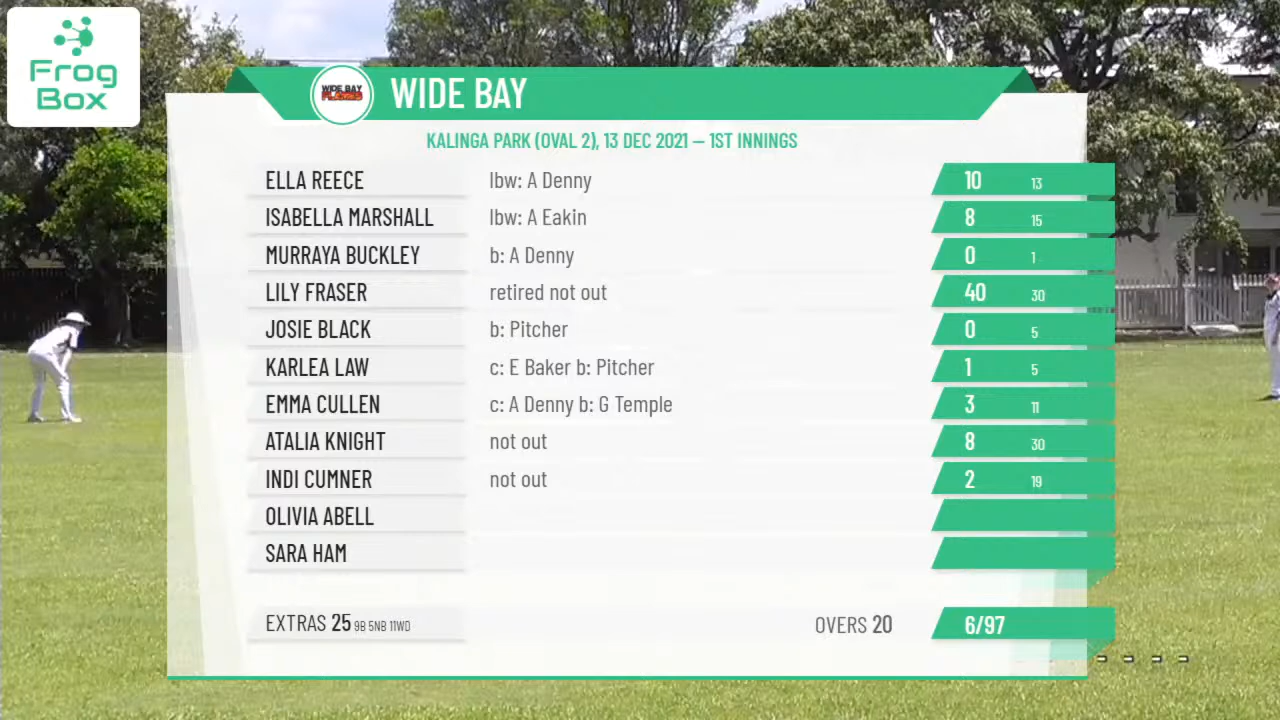 Frog
Box
WIDE BAY
WIDE BAY
KALINGA PARK (OVAL 2), 13 DEC 2021 – 1ST INNINGS
ELLA REECE lbw: A Denny 10 13
ISABELLA MARSHALL lbw: A Eakin 8 15
MURRAYA BUCKLEY b: A Denny 0 1
LILY FRASER retired not out 40 30
JOSIE BLACK b: Pitcher 0 5
KARLEA LAW c: E Baker b: Pitcher 1 5
EMMA CULLEN c: A Denny b: G Temple 3 11
ATALIA KNIGHT not out 8 30
INDI CUMNER not out 2 19
OLIVIA ABELL
SARA HAM
EXTRAS 25 9B 5NB 11WD OVERS 20 6/97